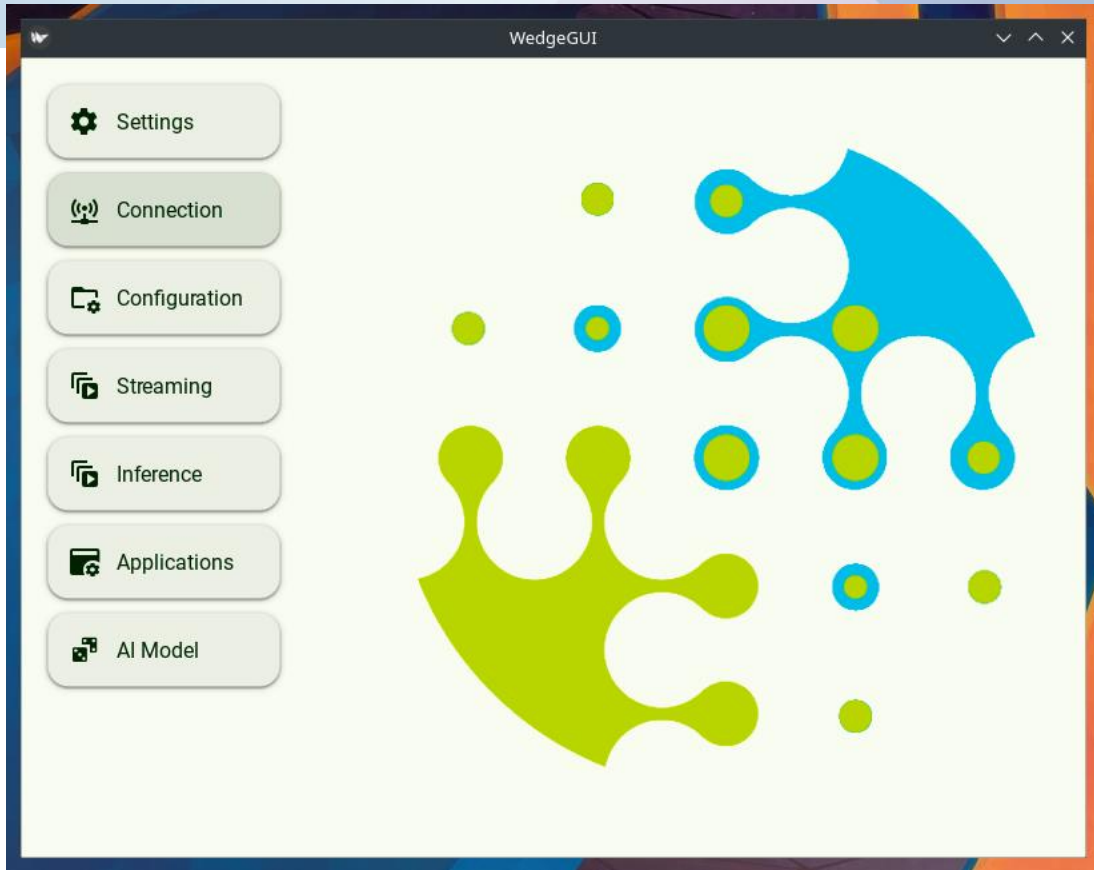 WedgeGUI
Settings
Connection
Configuration
Streaming
Inference
Applications
AI Model